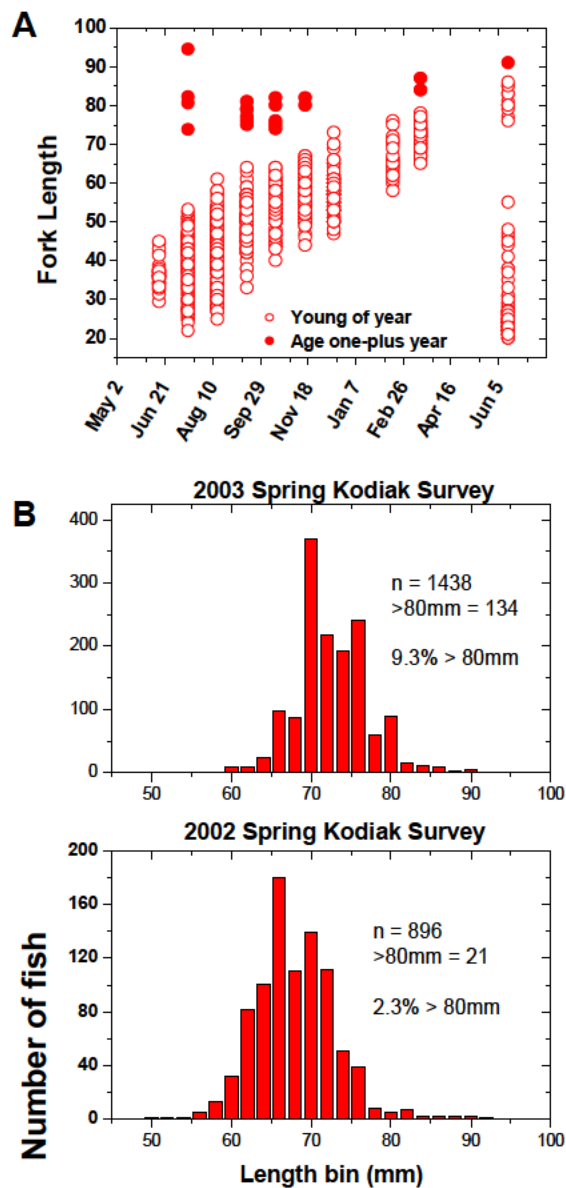 A
100
90
80
70
60
50
40
30
20
Fork Length
Young of year
Age one-plus year
May 2
Jun 21
Aug 10
Sep 29
Nov 18
Jan 7
Feb 26
Apr 16
Jun 5
B
2003 Spring Kodiak Survey
400
300
200
100
0
n = 1438
>80mm = 134
9.3% > 80mm
50 60 70 80 90 100
2002 Spring Kodiak Survey
200
160
120
80
40
0
n = 896
>80mm = 21
2.3% > 80mm
50 60 70 80 90 100
Number of fish
Length bin (mm)